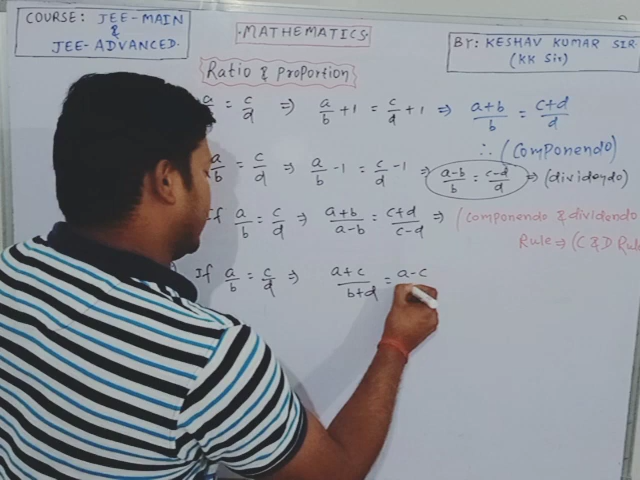 COURSE: JEE-MAIN
&
JEE-ADVANCED.
MATHEMATICS
BY: KESHAV KUMAR SIR.
(KK Sir)
Ratio & Proportion
a/b = c/d ⇒ a/b + 1 = c/d + 1 ⇒ a+b/b = c+d/d
∴ (Componendo)
a/b = c/d ⇒ a/b - 1 = c/d - 1 ⇒ a-b/b = c-d/d ⇒ (dividendo)
If a/b = c/d ⇒ a+b/a-b = c+d/c-d ⇒ (Componendo & dividendo
Rule ⇒ (C & D Rule
If a/b = c/d ⇒ a+c/b+d = a-c